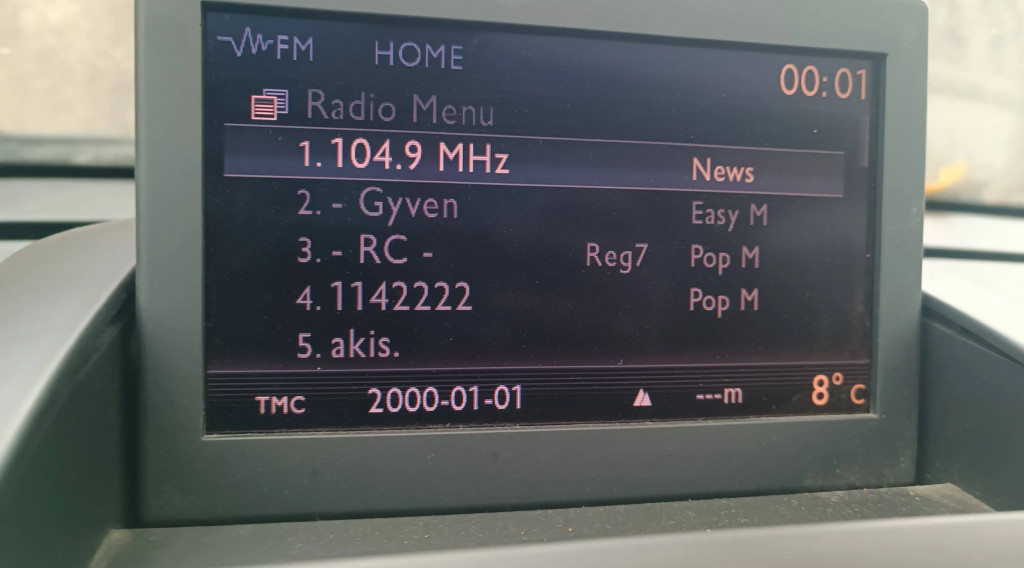 FM HOME
00:01
Radio Menu
1. 104.9 MHz News
2. - Gyven Easy M
3. - RC - Reg7 Pop M
4. 1142222 Pop M
5. akis.
TMC 2000-01-01 ---m 8°C